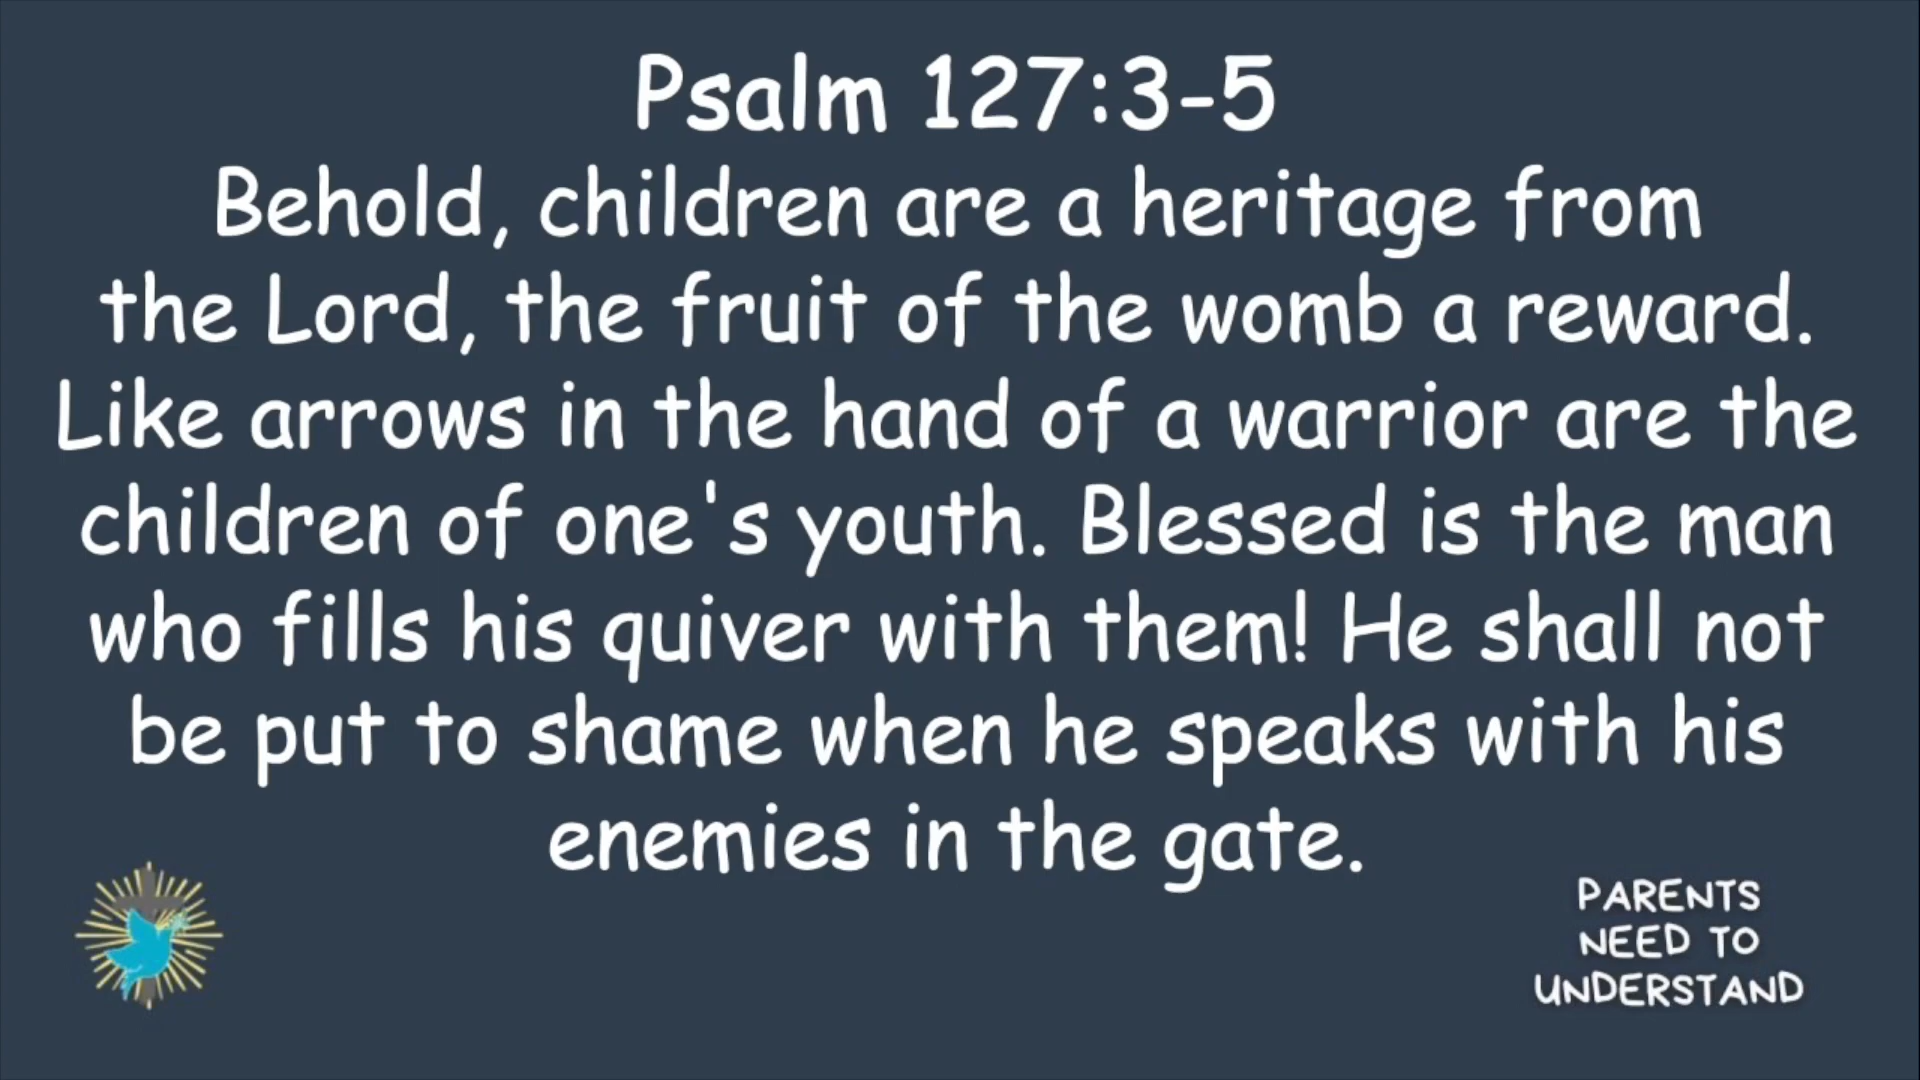 Psalm 127:3-5
Behold, children are a heritage from
the Lord, the fruit of the womb a reward.
Like arrows in the hand of a warrior are the
children of one's youth. Blessed is the man
who fills his quiver with them! He shall not
be put to shame when he speaks with his
enemies in the gate.
PARENTS
NEED TO
UNDERSTAND